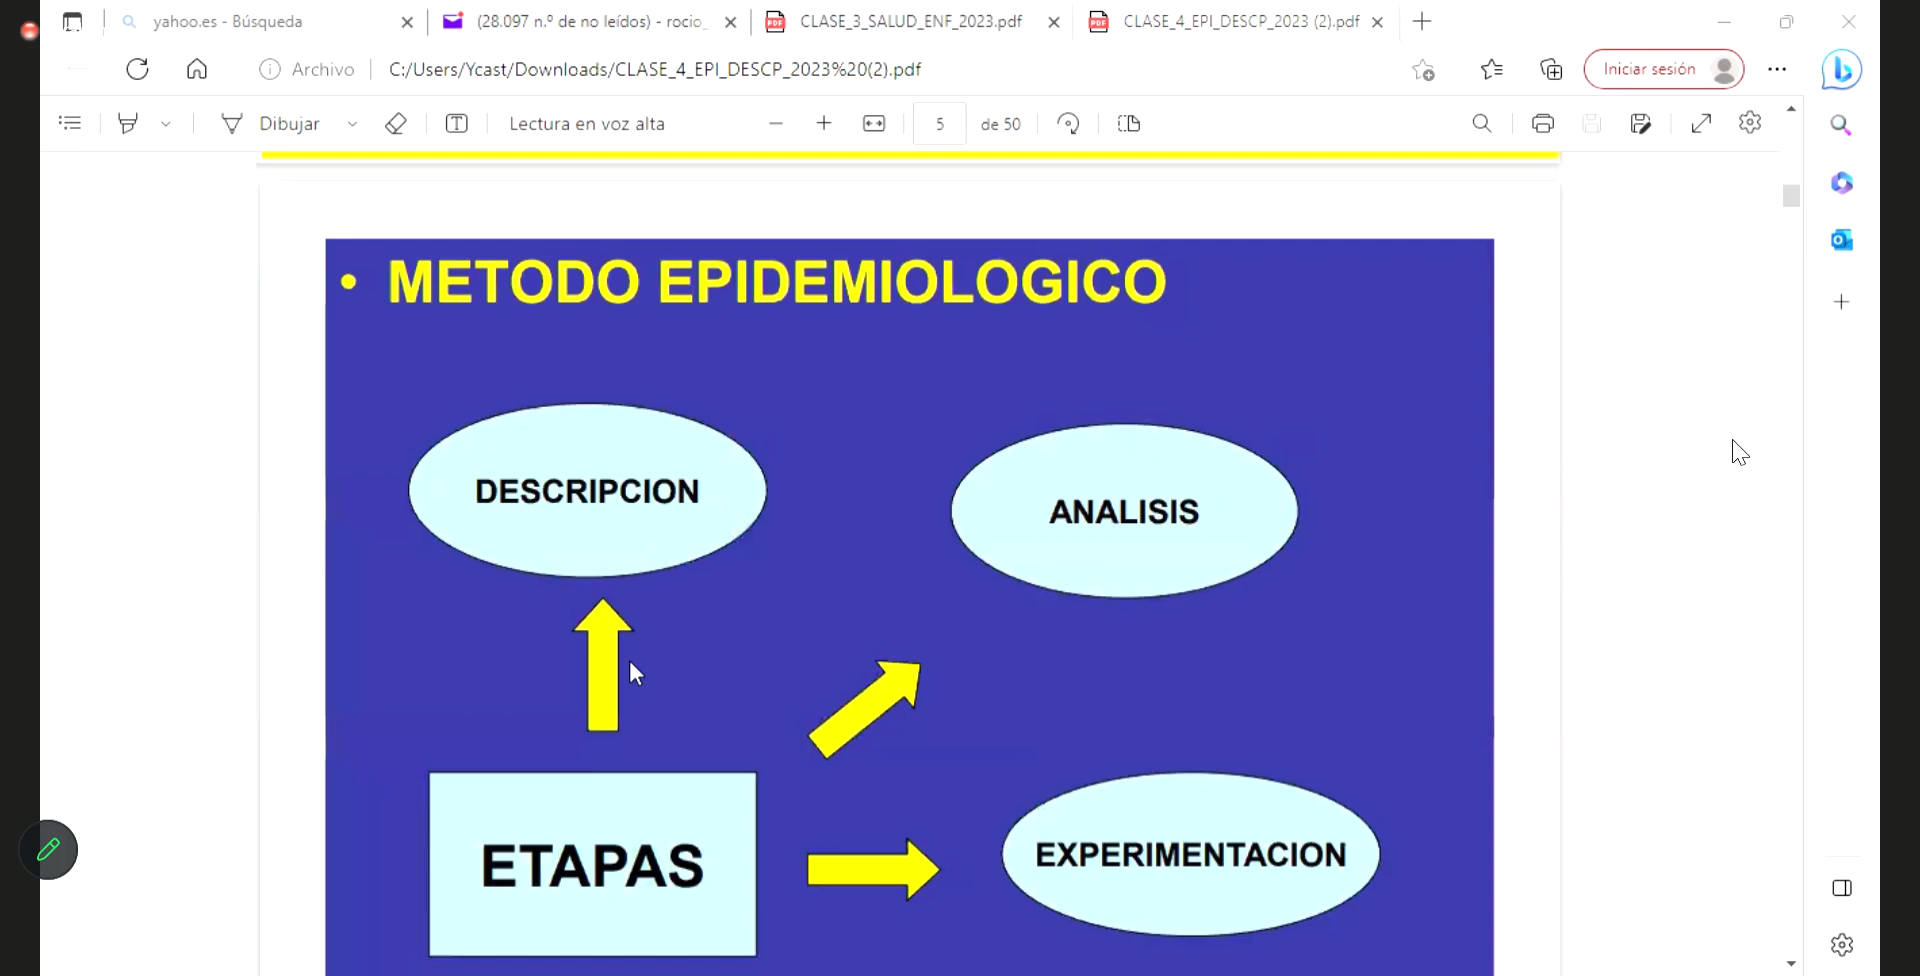 yahoo.es - Búsqueda
(28.097 n.º de no leídos) - rocio_
CLASE_3_SALUD_ENF_2023.pdf
CLASE_4_EPI_DESCP_2023 (2).pdf
Archivo
C:/Users/Ycast/Downloads/CLASE_4_EPI_DESCP_2023%20(2).pdf
Iniciar sesión
Dibujar
Lectura en voz alta
5
de 50
• METODO EPIDEMIOLOGICO
DESCRIPCION
ANALISIS
ETAPAS
EXPERIMENTACION